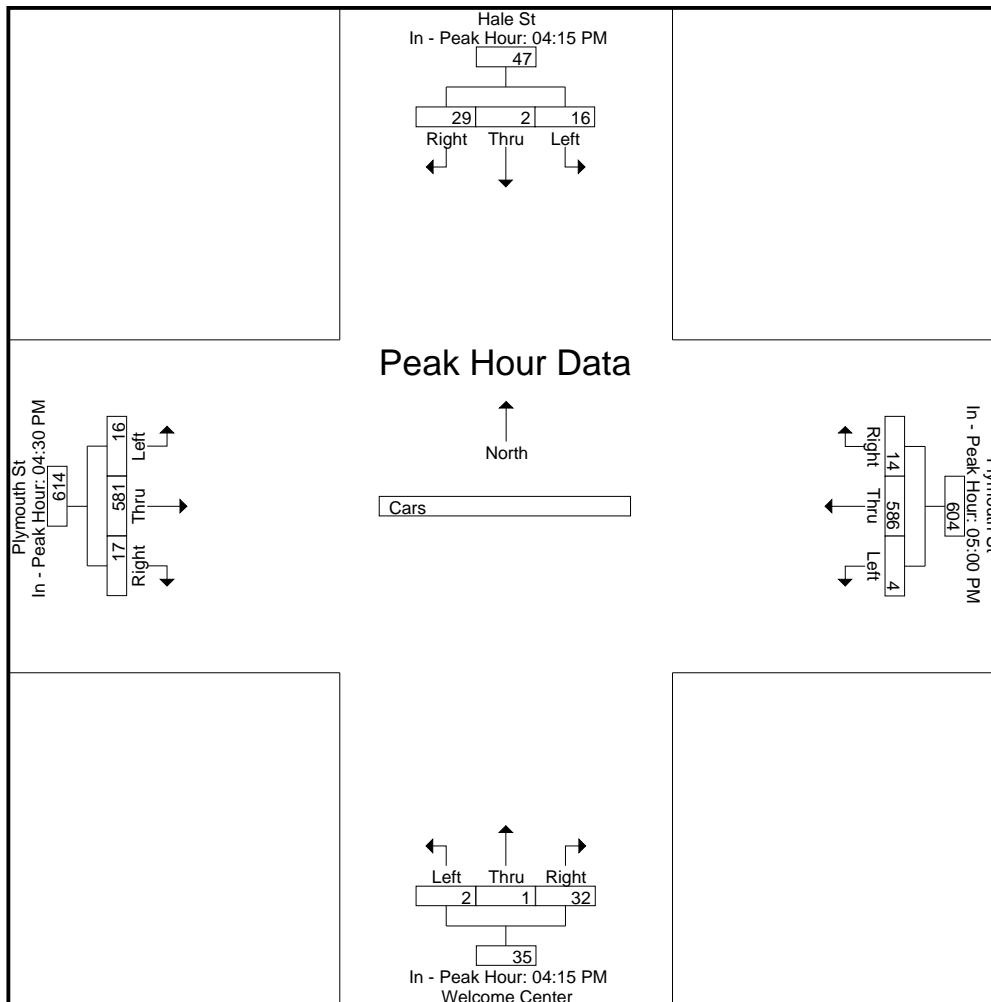 Hale St
In - Peak Hour: 04:15 PM
47
29 2 16
Right Thru Left
Peak Hour Data
North
Cars
Plymouth St
In - Peak Hour: 04:30 PM
614
16 581 17
Left Thru Right
Plymouth St
In - Peak Hour: 05:00 PM
604
14 586 4
Right Thru Left
Left Thru Right
2 1 32
35
In - Peak Hour: 04:15 PM
Welcome Center